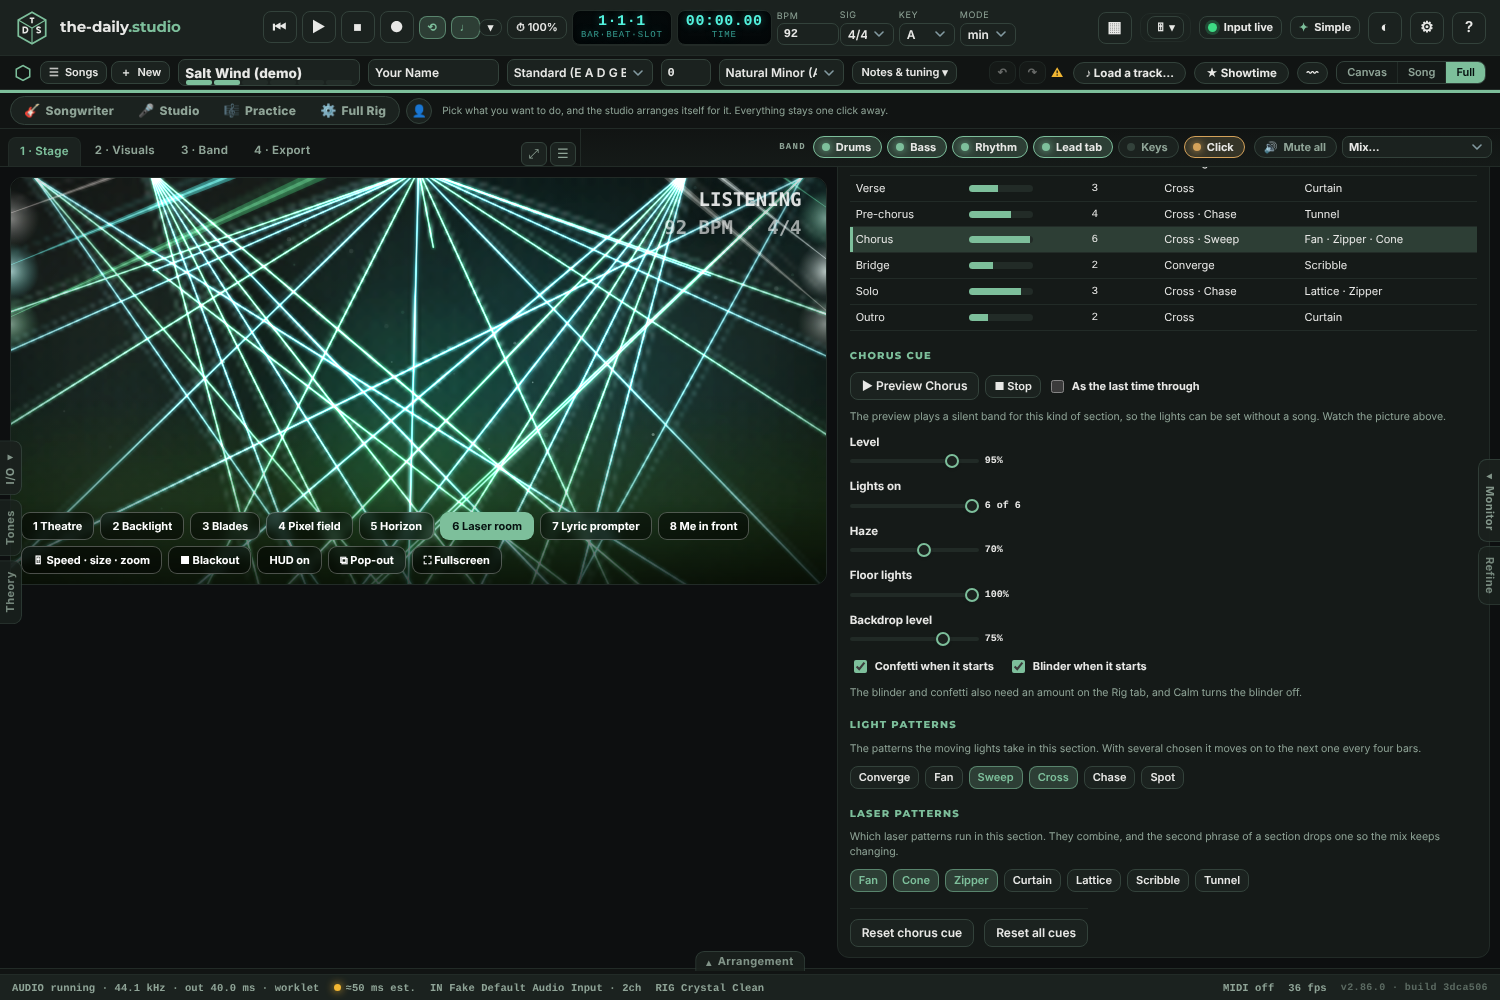 the-daily.studio
100%
1·1·1
BAR·BEAT·SLOT
00:00.00
TIME
BPM
92
SIG
4/4
KEY
A
MODE
min
Input live
Simple
?
Songs
+ New
Salt Wind (demo)
Your Name
Standard (E A D G E
0
Natural Minor (A
Notes & tuning ▾
Load a track...
★ Showtime
Canvas
Song
Full
Songwriter
Studio
Practice
Full Rig
Pick what you want to do, and the studio arranges itself for it. Everything stays one click away.
1 · Stage
2 · Visuals
3 · Band
4 · Export
BAND
Drums
Bass
Rhythm
Lead tab
Keys
Click
Mute all
Mix...
LISTENING
92 BPM · 4/4
I/O
Tones
Theory
1 Theatre
2 Backlight
3 Blades
4 Pixel field
5 Horizon
6 Laser room
7 Lyric prompter
8 Me in front
Speed · size · zoom
Blackout
HUD on
Pop-out
Fullscreen
Verse 3 Cross Curtain
Pre-chorus 4 Cross · Chase Tunnel
Chorus 6 Cross · Sweep Fan · Zipper · Cone
Bridge 2 Converge Scribble
Solo 3 Cross · Chase Lattice · Zipper
Outro 2 Cross Curtain
CHORUS CUE
▶ Preview Chorus
■ Stop
As the last time through
The preview plays a silent band for this kind of section, so the lights can be set without a song. Watch the picture above.
Level
95%
Lights on
6 of 6
Haze
70%
Floor lights
100%
Backdrop level
75%
Confetti when it starts
Blinder when it starts
The blinder and confetti also need an amount on the Rig tab, and Calm turns the blinder off.
LIGHT PATTERNS
The patterns the moving lights take in this section. With several chosen it moves on to the next one every four bars.
Converge
Fan
Sweep
Cross
Chase
Spot
LASER PATTERNS
Which laser patterns run in this section. They combine, and the second phrase of a section drops one so the mix keeps
changing.
Fan
Cone
Zipper
Curtain
Lattice
Scribble
Tunnel
Reset chorus cue
Reset all cues
Monitor
Refine
▴ Arrangement
AUDIO running · 44.1 kHz · out 40.0 ms · worklet
≈50 ms est.
IN Fake Default Audio Input · 2ch
RIG Crystal Clean
MIDI off
36 fps
v2.86.0 · build 3dca506